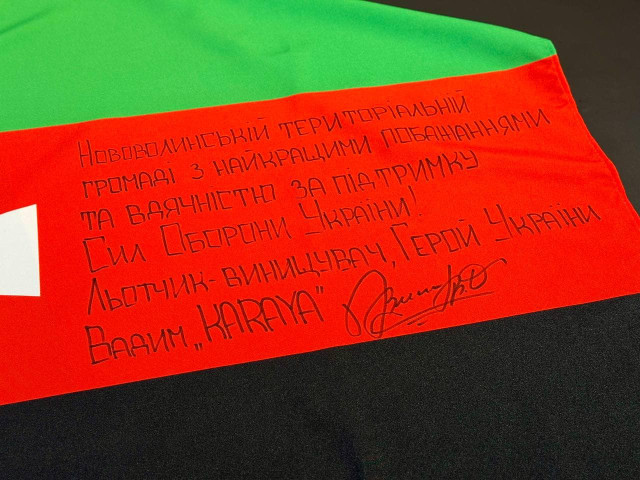 Нововолинській територіальній
громаді з найкращими побажаннями
та вдячністю за підтримку
Сил Оборони України!
Льотчик-винищувач, Герой України
Вадим „KARAYA"